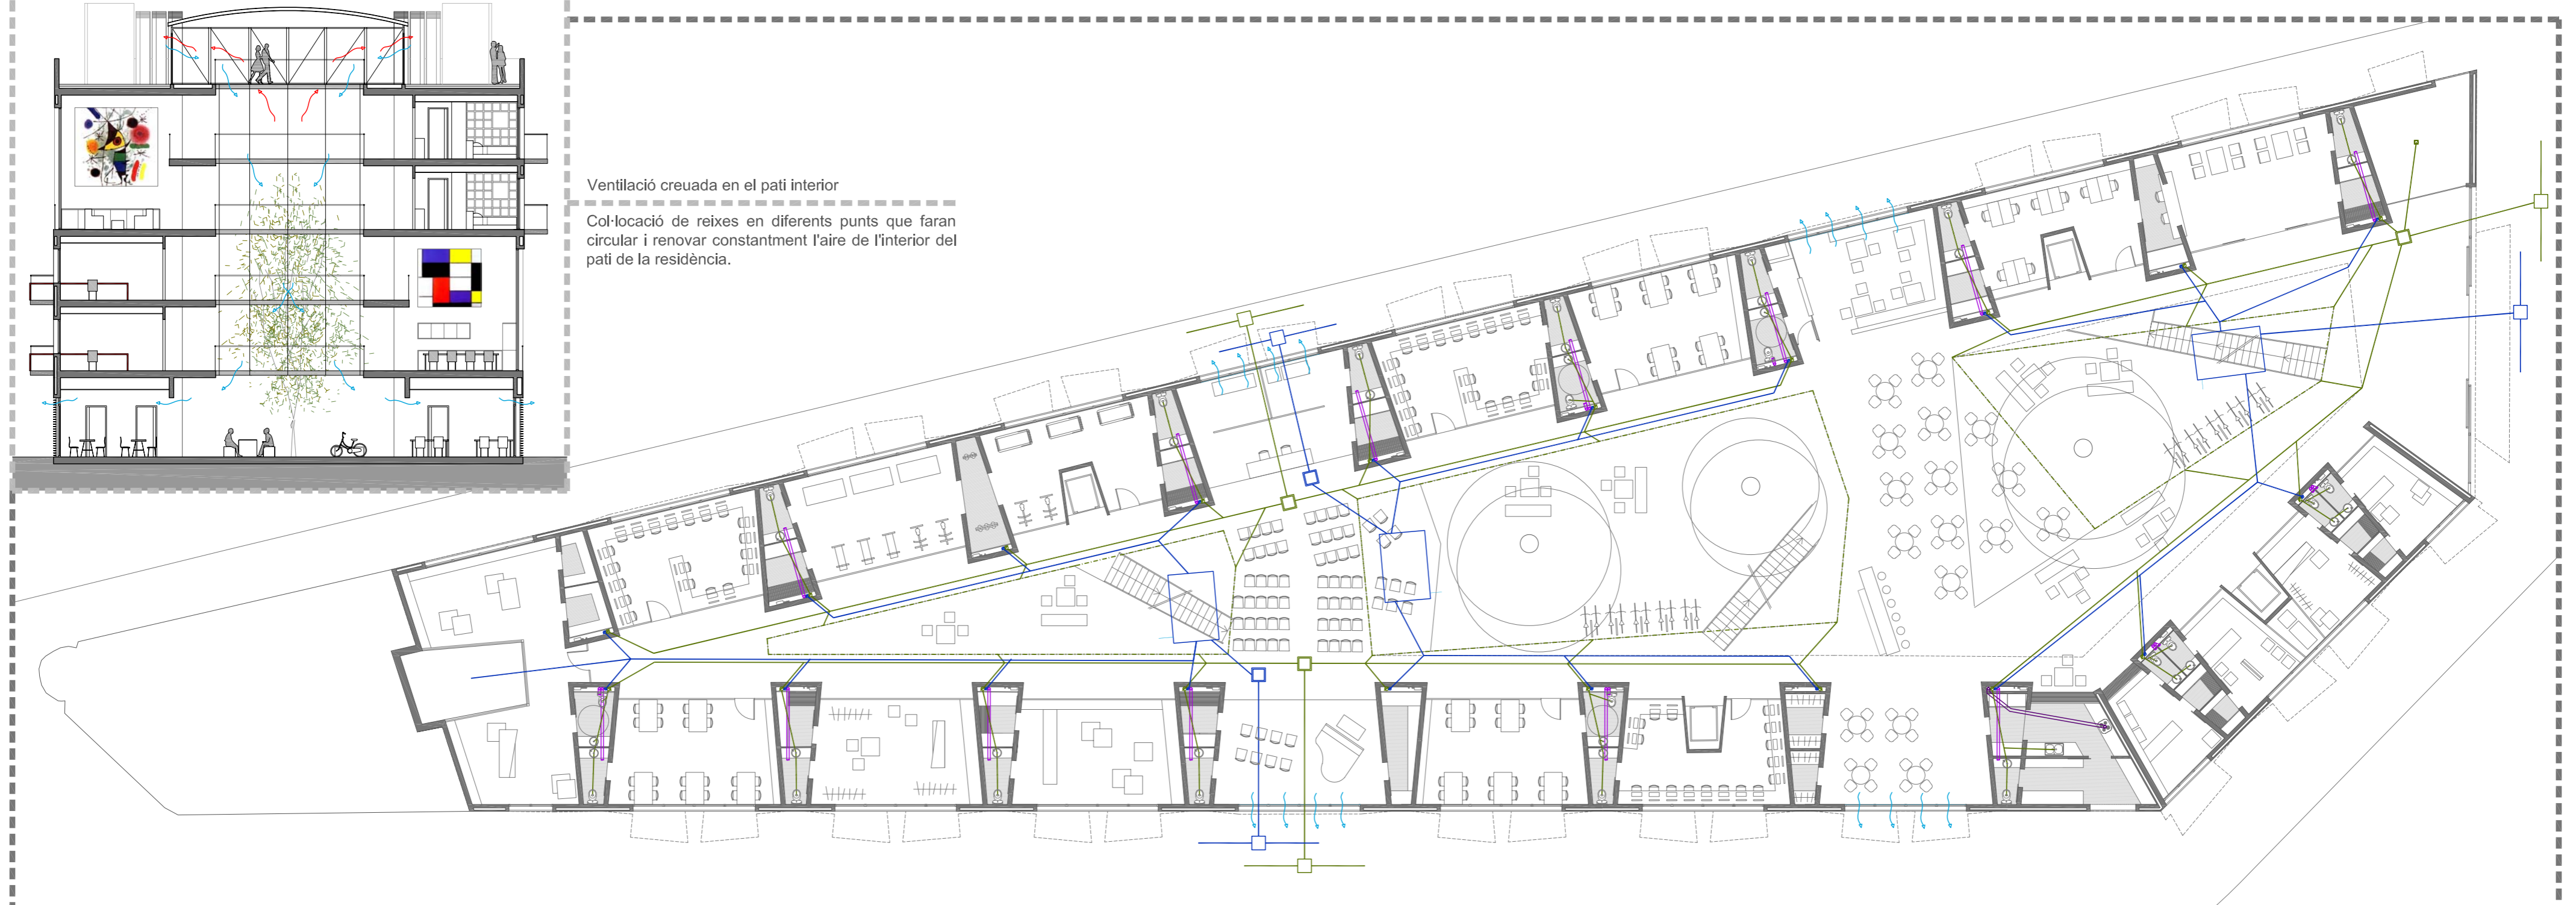 Ventilació creuada en el pati interior
Col·locació de reixes en diferents punts que faran
circular i renovar constantment l'aire de l'interior del
pati de la residència.